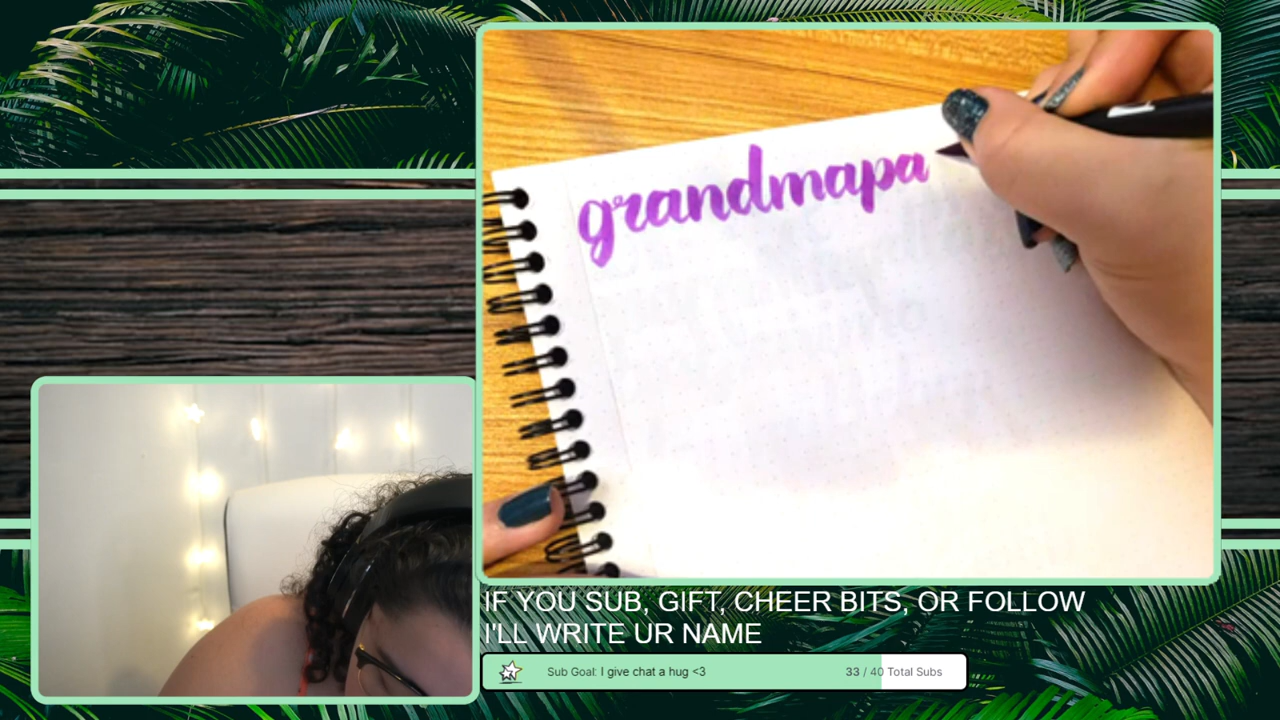 grandmapa
IF YOU SUB, GIFT, CHEER BITS, OR FOLLOW
I'LL WRITE UR NAME
Sub Goal: I give chat a hug <3
33 / 40 Total Subs